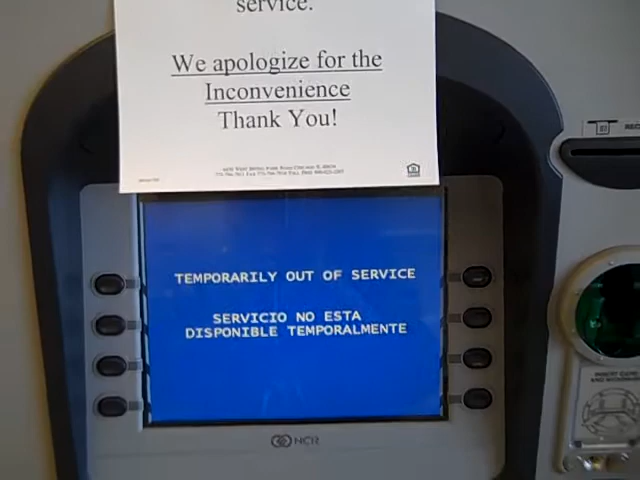 service.
We apologize for the
Inconvenience
Thank You!
TEMPORARILY OUT OF SERVICE
SERVICIO NO ESTA
DISPONIBLE TEMPORALMENTE
NCR